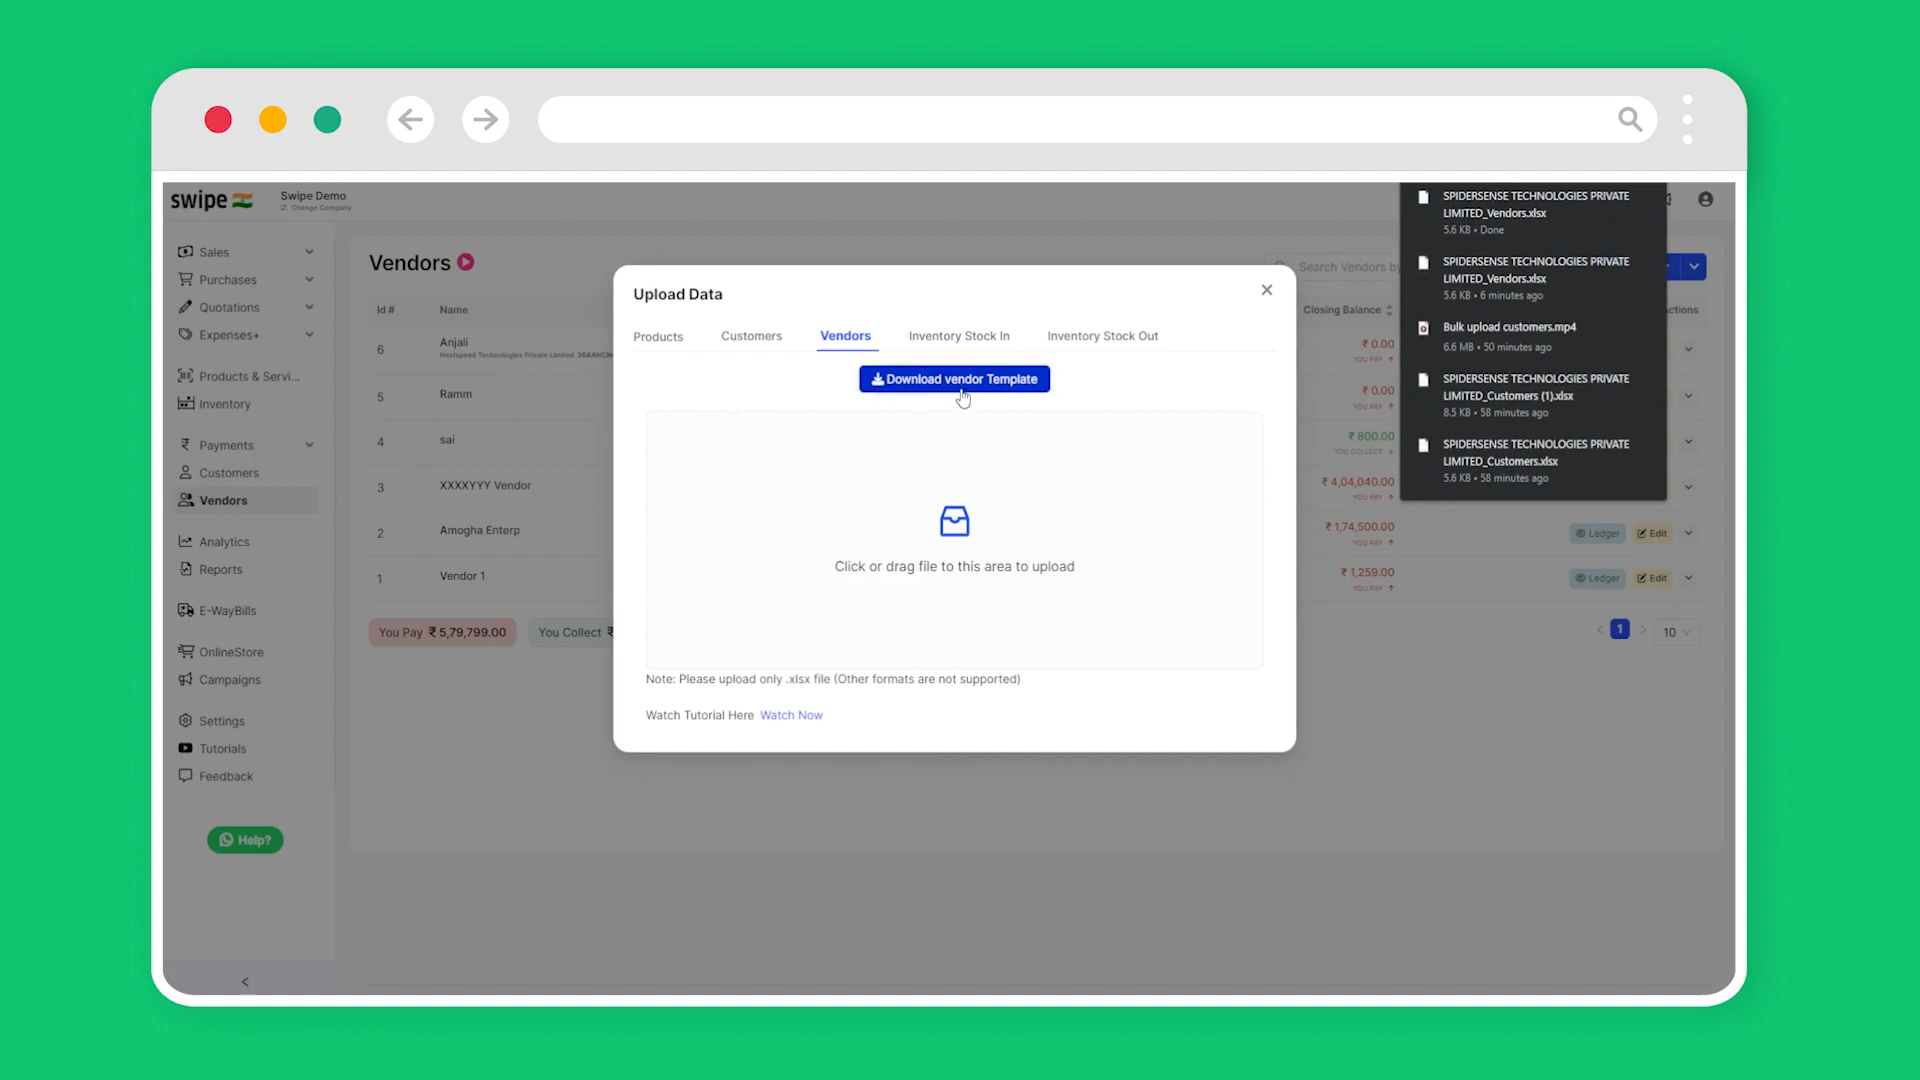 swipe
Swipe Demo
Change Company
Sales
Purchases
Quotations
Expenses+
Products & Servi...
Inventory
Payments
Customers
Vendors
Analytics
Reports
E-WayBills
OnlineStore
Campaigns
Settings
Tutorials
Feedback
Help?
Vendors
Search Vendors by
Id # Name Closing Balance ctions
6 Anjali ₹ 0.00
Nextspeed Technologies Private Limited YOU PAY
5 Ramm ₹ 0.00
YOU PAY
4 sai ₹ 800.00
YOU COLLECT
3 XXXXYYY Vendor ₹ 4,04,040.00
YOU PAY
2 Amogha Enterp ₹ 1,74,500.00 Ledger Edit
YOU PAY
1 Vendor 1 ₹ 1,259.00 Ledger Edit
YOU PAY
You Pay ₹ 5,79,799.00 You Collect ₹
1 10
Upload Data
Products Customers Vendors Inventory Stock In Inventory Stock Out
Download vendor Template
Click or drag file to this area to upload
Note: Please upload only .xlsx file (Other formats are not supported)
Watch Tutorial Here Watch Now
SPIDERSENSE TECHNOLOGIES PRIVATE
LIMITED_Vendors.xlsx
5.6 KB • Done
SPIDERSENSE TECHNOLOGIES PRIVATE
LIMITED_Vendors.xlsx
5.6 KB • 6 minutes ago
Bulk upload customers.mp4
6.6 MB • 50 minutes ago
SPIDERSENSE TECHNOLOGIES PRIVATE
LIMITED_Customers (1).xlsx
8.5 KB • 58 minutes ago
SPIDERSENSE TECHNOLOGIES PRIVATE
LIMITED_Customers.xlsx
5.6 KB • 58 minutes ago